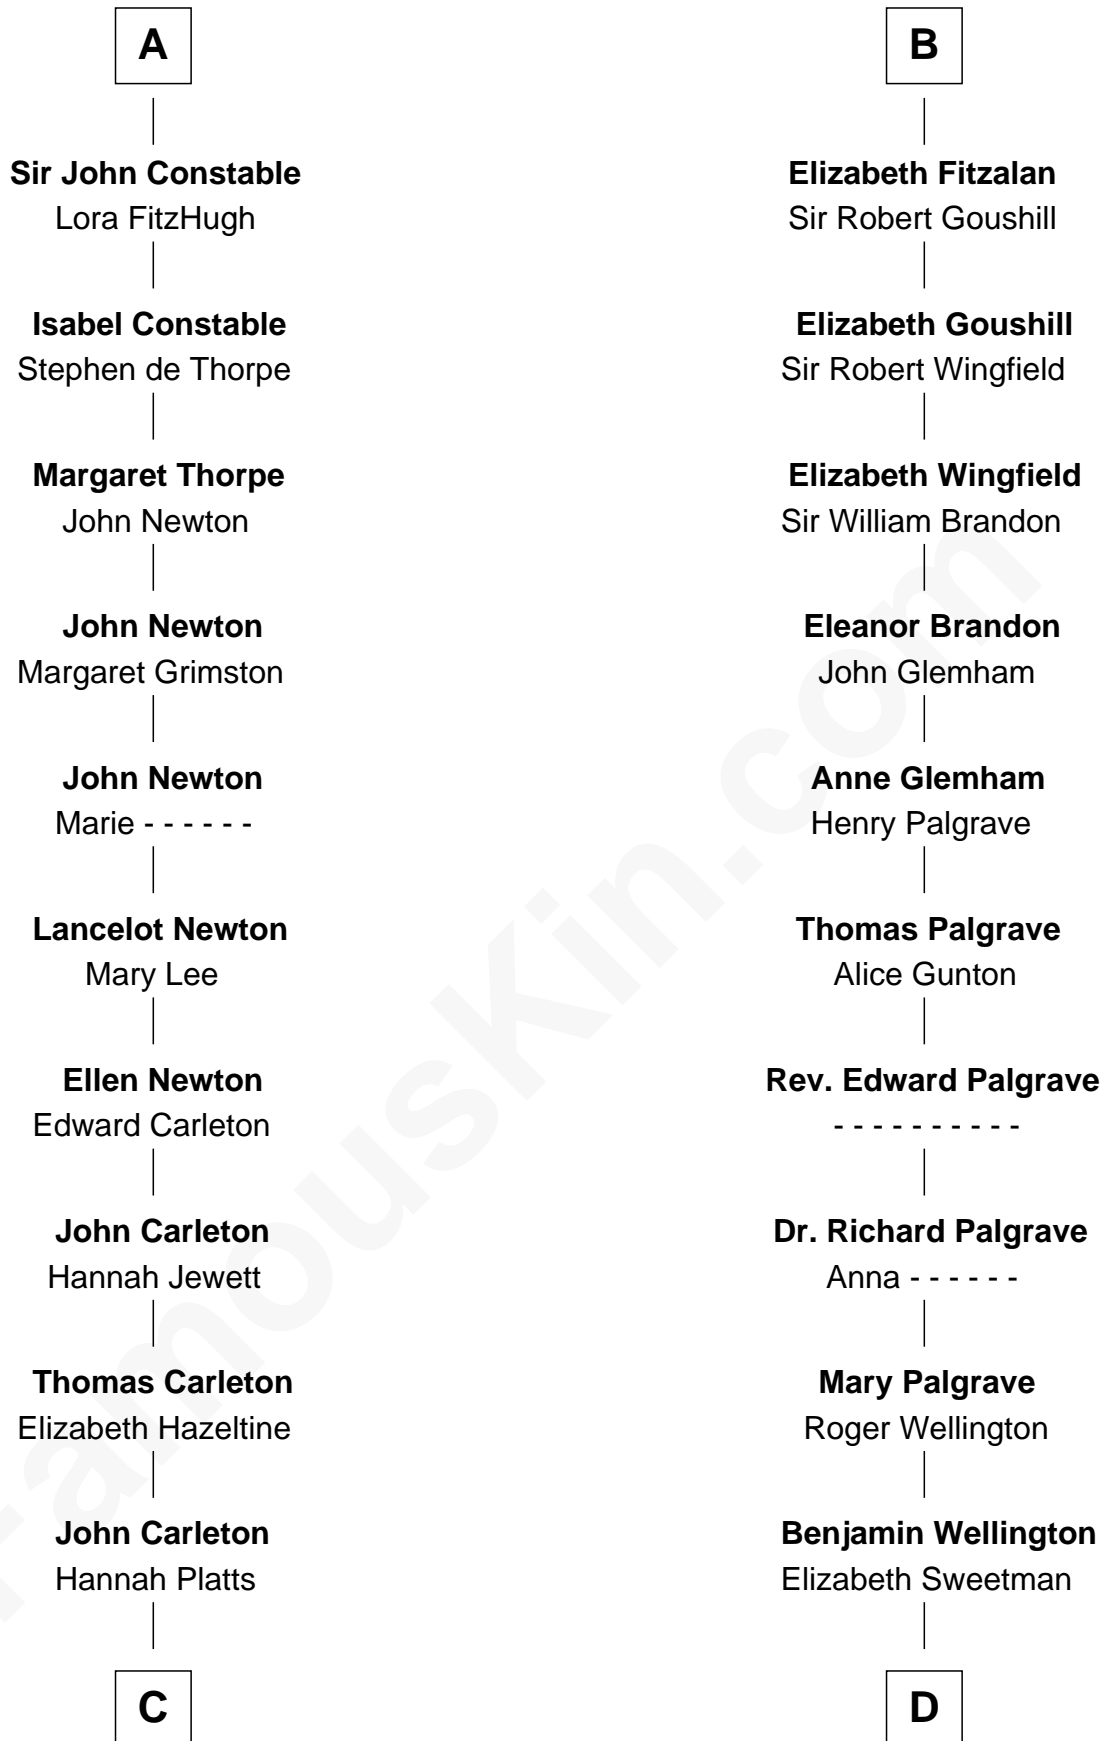 A
Sir John Constable
Lora FitzHugh
Isabel Constable
Stephen de Thorpe
Margaret Thorpe
John Newton
John Newton
Margaret Grimston
John Newton
Marie - - - - - -
Lancelot Newton
Mary Lee
Ellen Newton
Edward Carleton
John Carleton
Hannah Jewett
Thomas Carleton
Elizabeth Hazeltine
John Carleton
Hannah Platts
C
B
Elizabeth Fitzalan
Sir Robert Goushill
Elizabeth Goushill
Sir Robert Wingfield
Elizabeth Wingfield
Sir William Brandon
Eleanor Brandon
John Glemham
Anne Glemham
Henry Palgrave
Thomas Palgrave
Alice Gunton
Rev. Edward Palgrave
- - - - - - - - - -
Dr. Richard Palgrave
Anna - - - - - -
Mary Palgrave
Roger Wellington
Benjamin Wellington
Elizabeth Sweetman
D
FamousKin.com